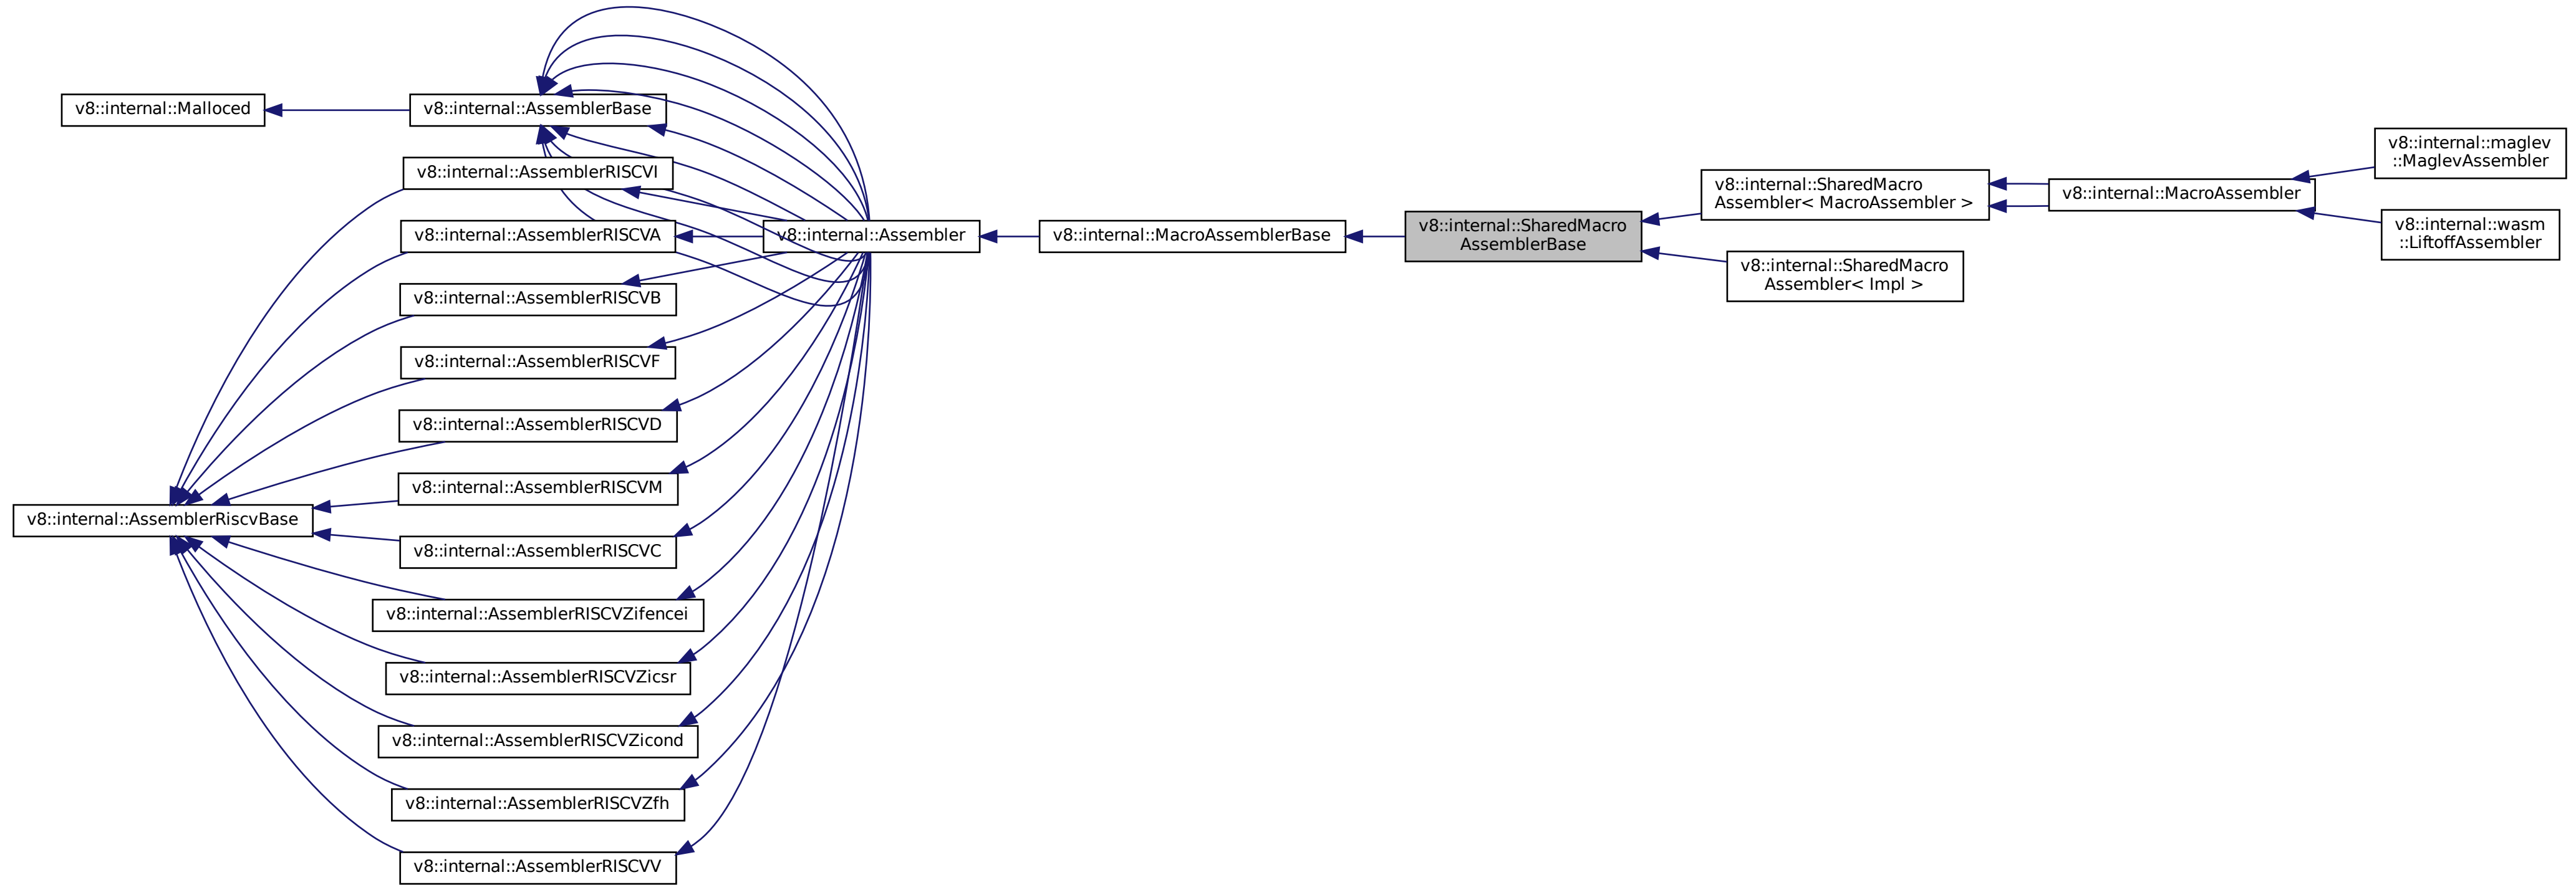 v8::internal::Malloced
v8::internal::AssemblerBase
v8::internal::AssemblerRISCVI
v8::internal::AssemblerRISCVA
v8::internal::AssemblerRISCVB
v8::internal::AssemblerRISCVF
v8::internal::AssemblerRISCVD
v8::internal::AssemblerRISCVM
v8::internal::AssemblerRiscvBase
v8::internal::AssemblerRISCVC
v8::internal::AssemblerRISCVZifencei
v8::internal::AssemblerRISCVZicsr
v8::internal::AssemblerRISCVZicond
v8::internal::AssemblerRISCVZfh
v8::internal::AssemblerRISCVV
v8::internal::Assembler
v8::internal::MacroAssemblerBase
v8::internal::SharedMacro
AssemblerBase
v8::internal::SharedMacro
Assembler< MacroAssembler >
v8::internal::SharedMacro
Assembler< Impl >
v8::internal::MacroAssembler
v8::internal::maglev
::MaglevAssembler
v8::internal::wasm
::LiftoffAssembler